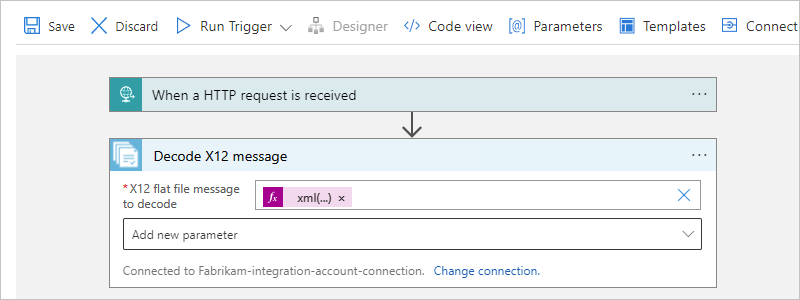 Save Discard Run Trigger Designer Code view Parameters Templates Connect
When a HTTP request is received
Decode X12 message
*X12 flat file message
to decode
fx xml(...) ×
Add new parameter
Connected to Fabrikam-integration-account-connection. Change connection.